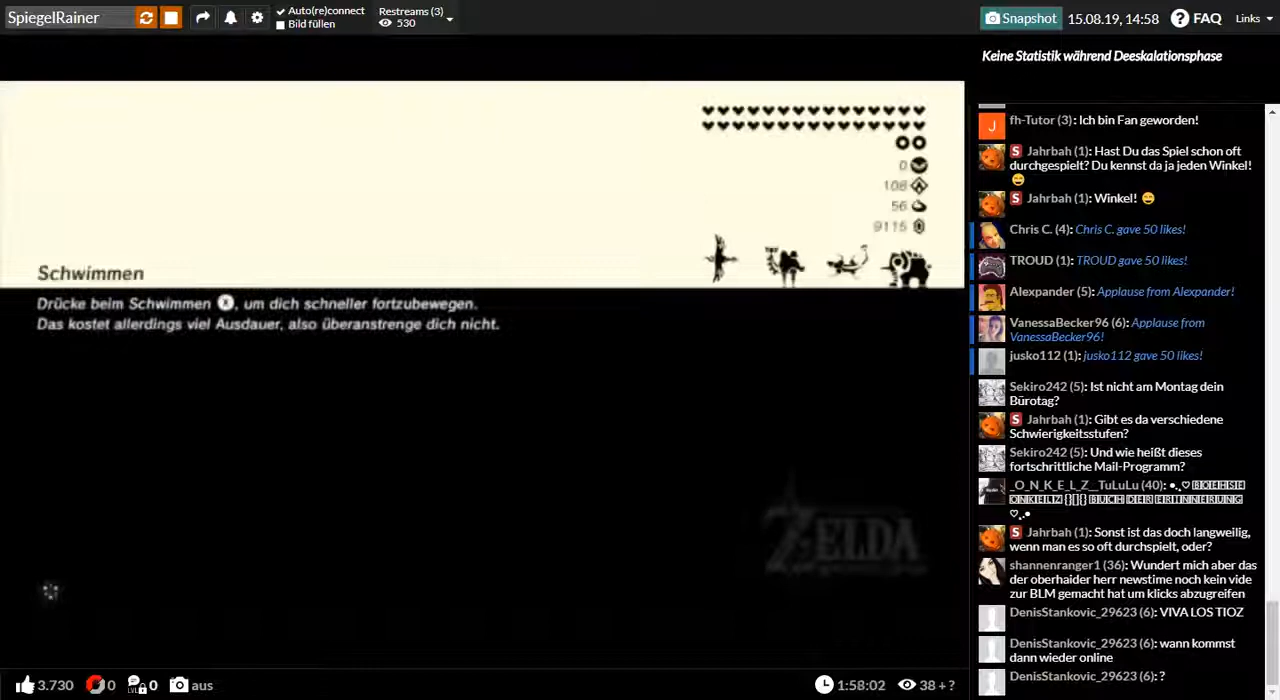 SpiegelRainer
Auto(re)connect
Bild füllen
Restreams (3)
530
Snapshot
15.08.19, 14:58
? FAQ
Links
Keine Statistik während Deeskalationsphase
0
108
56
9115
Schwimmen
Drücke beim Schwimmen X, um dich schneller fortzubewegen.
Das kostet allerdings viel Ausdauer, also überanstrenge dich nicht.
ZELDA
J
fh-Tutor (3): Ich bin Fan geworden!
S Jahrbah (1): Hast Du das Spiel schon oft
durchgespielt? Du kennst da ja jeden Winkel!
😄
S Jahrbah (1): Winkel! 😄
Chris C. (4): Chris C. gave 50 likes!
TROUD (1): TROUD gave 50 likes!
Alexpander (5): Applause from Alexpander!
VanessaBecker96 (6): Applause from
VanessaBecker96!
jusko112 (1): jusko112 gave 50 likes!
Sekiro242 (5): Ist nicht am Montag dein
Bürotag?
S Jahrbah (1): Gibt es da verschiedene
Schwierigkeitsstufen?
Sekiro242 (5): Und wie heißt dieses
fortschrittliche Mail-Programm?
_O_N_K_E_L_Z__TuLuLu (40):
S Jahrbah (1): Sonst ist das doch langweilig,
wenn man es so oft durchspielt, oder?
shannenranger1 (36): Wundert mich aber das
der oberhaider herr newstime noch kein vide
zur BLM gemacht hat um klicks abzugreifen
DenisStankovic_29623 (6): VIVA LOS TIOZ
DenisStankovic_29623 (6): wann kommst
dann wieder online
DenisStankovic_29623 (6): ?
3.730
0
LVL
0
aus
1:58:02
38 + ?